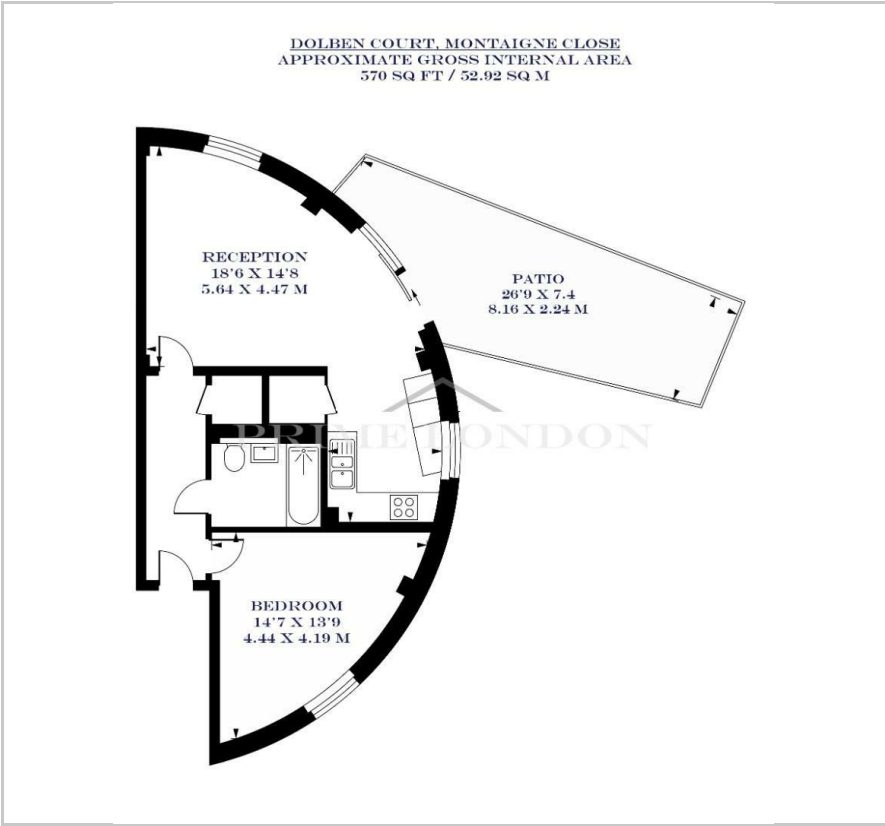 DOLBEN COURT, MONTAIGNE CLOSE
APPROXIMATE GROSS INTERNAL AREA
570 SQ FT / 52.92 SQ M
RECEPTION
18'6 X 14'8
5.64 X 4.47 M
PATIO
26'9 X 7.4
8.16 X 2.24 M
PRIME LONDON
BEDROOM
14'7 X 13'9
4.44 X 4.19 M